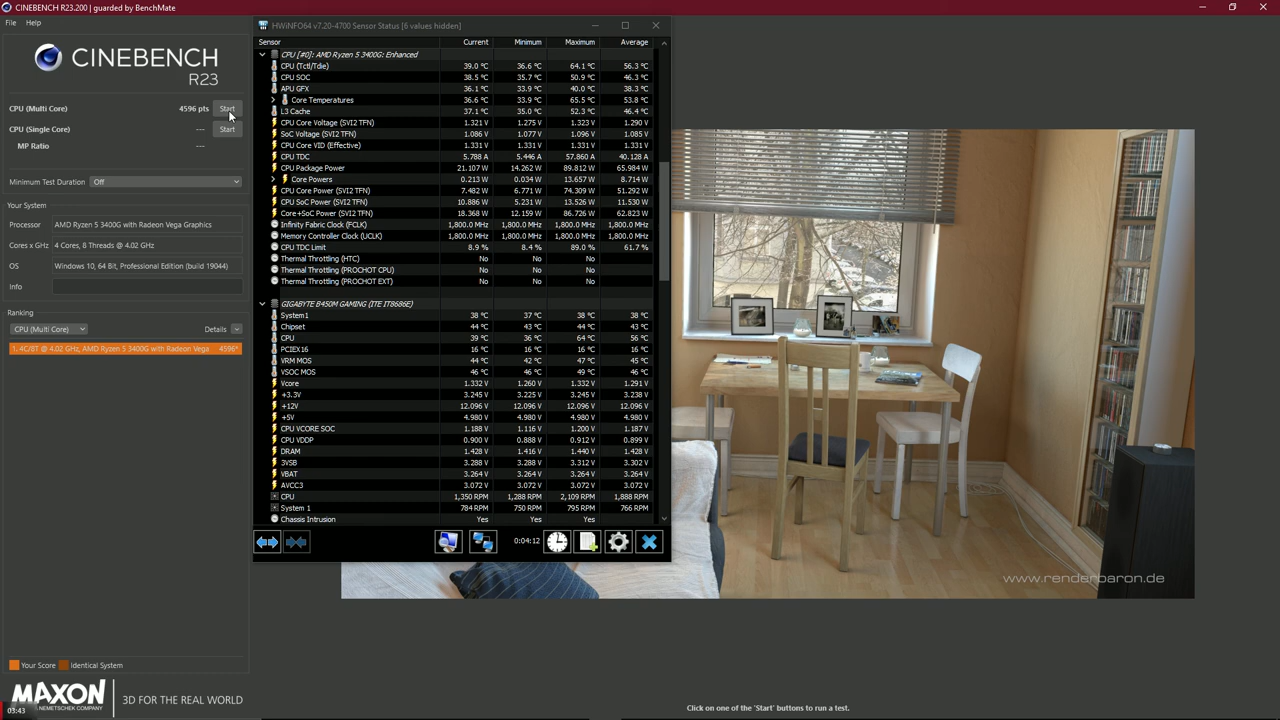 CINEBENCH R23.200 | guarded by BenchMate
File Help
CINEBENCH
R23
CPU (Multi Core) 4596 pts Start
CPU (Single Core) --- Start
MP Ratio ---
Minimum Test Duration Off
Your System
Processor AMD Ryzen 5 3400G with Radeon Vega Graphics
Cores x GHz 4 Cores, 8 Threads @ 4.02 GHz
OS Windows 10, 64 Bit, Professional Edition (build 19044)
Info
Ranking
CPU (Multi Core) Details
1. 4C/8T @ 4.02 GHz, AMD Ryzen 5 3400G with Radeon Vega 4596*
Your Score Identical System
MAXON
A NEMETSCHEK COMPANY
3D FOR THE REAL WORLD
03:43
HWiNFO64 v7.20-4700 Sensor Status [6 values hidden]
Sensor Current Minimum Maximum Average
CPU [#0]: AMD Ryzen 5 3400G: Enhanced
CPU (Tctl/Tdie) 39.0 °C 36.6 °C 64.1 °C 56.3 °C
CPU SOC 38.5 °C 35.7 °C 50.9 °C 46.3 °C
APU GFX 36.1 °C 33.9 °C 40.0 °C 38.3 °C
Core Temperatures 36.6 °C 33.9 °C 65.5 °C 53.8 °C
L3 Cache 37.1 °C 35.0 °C 52.3 °C 46.4 °C
CPU Core Voltage (SVI2 TFN) 1.321 V 1.275 V 1.323 V 1.290 V
SoC Voltage (SVI2 TFN) 1.086 V 1.077 V 1.096 V 1.085 V
CPU Core VID (Effective) 1.331 V 1.331 V 1.331 V 1.331 V
CPU TDC 5.788 A 5.446 A 57.860 A 40.128 A
CPU Package Power 21.107 W 14.262 W 89.812 W 65.984 W
Core Powers 0.213 W 0.034 W 13.657 W 8.714 W
CPU Core Power (SVI2 TFN) 7.482 W 6.771 W 74.309 W 51.292 W
CPU SoC Power (SVI2 TFN) 10.886 W 5.231 W 13.526 W 11.530 W
Core+SoC Power (SVI2 TFN) 18.368 W 12.159 W 86.726 W 62.823 W
Infinity Fabric Clock (FCLK) 1,800.0 MHz 1,800.0 MHz 1,800.0 MHz 1,800.0 MHz
Memory Controller Clock (UCLK) 1,800.0 MHz 1,800.0 MHz 1,800.0 MHz 1,800.0 MHz
CPU TDC Limit 8.9 % 8.4 % 89.0 % 61.7 %
Thermal Throttling (HTC) No No No
Thermal Throttling (PROCHOT CPU) No No No
Thermal Throttling (PROCHOT EXT) No No No
GIGABYTE B450M GAMING (ITE IT8686E)
System1 38 °C 37 °C 38 °C 38 °C
Chipset 44 °C 43 °C 44 °C 43 °C
CPU 39 °C 36 °C 64 °C 56 °C
PCIEX16 16 °C 16 °C 16 °C 16 °C
VRM MOS 44 °C 42 °C 47 °C 45 °C
VSOC MOS 46 °C 46 °C 49 °C 46 °C
Vcore 1.332 V 1.260 V 1.332 V 1.291 V
+3.3V 3.245 V 3.225 V 3.245 V 3.238 V
+12V 12.096 V 12.096 V 12.096 V 12.096 V
+5V 4.980 V 4.980 V 4.980 V 4.980 V
CPU VCORE SOC 1.188 V 1.116 V 1.200 V 1.187 V
CPU VDDP 0.900 V 0.888 V 0.912 V 0.899 V
DRAM 1.428 V 1.416 V 1.440 V 1.428 V
3VSB 3.288 V 3.288 V 3.312 V 3.302 V
VBAT 3.264 V 3.264 V 3.264 V 3.264 V
AVCC3 3.072 V 3.072 V 3.072 V 3.072 V
CPU 1,350 RPM 1,288 RPM 2,109 RPM 1,888 RPM
System 1 784 RPM 750 RPM 795 RPM 766 RPM
Chassis Intrusion Yes Yes Yes
0:04:12
www.renderbaron.de
Click on one of the 'Start' buttons to run a test.